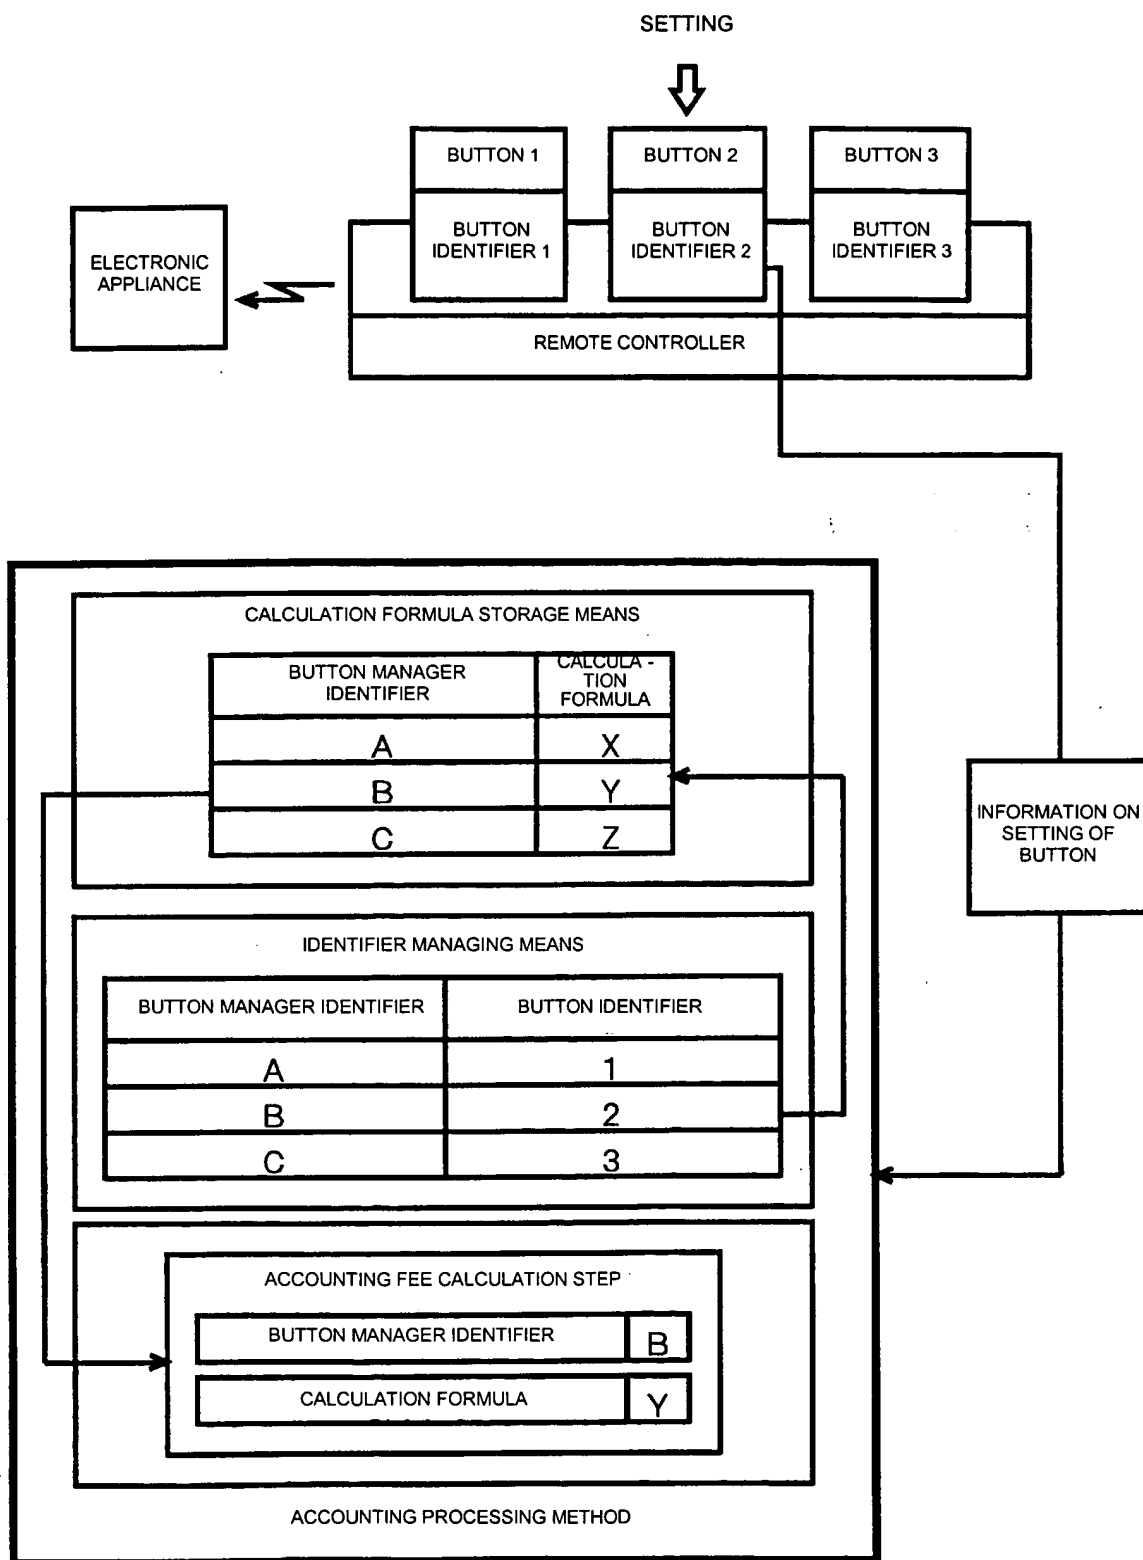 SETTING
BUTTON 1
BUTTON 2
BUTTON 3
BUTTON
IDENTIFIER 1
BUTTON
IDENTIFIER 2
BUTTON
IDENTIFIER 3
ELECTRONIC
APPLIANCE
REMOTE CONTROLLER
CALCULATION FORMULA STORAGE MEANS
BUTTON MANAGER
IDENTIFIER
CALCULA -
TION
FORMULA
A X
B Y
C Z
INFORMATION ON
SETTING OF
BUTTON
IDENTIFIER MANAGING MEANS
BUTTON MANAGER IDENTIFIER BUTTON IDENTIFIER
A 1
B 2
C 3
ACCOUNTING FEE CALCULATION STEP
BUTTON MANAGER IDENTIFIER B
CALCULATION FORMULA Y
ACCOUNTING PROCESSING METHOD